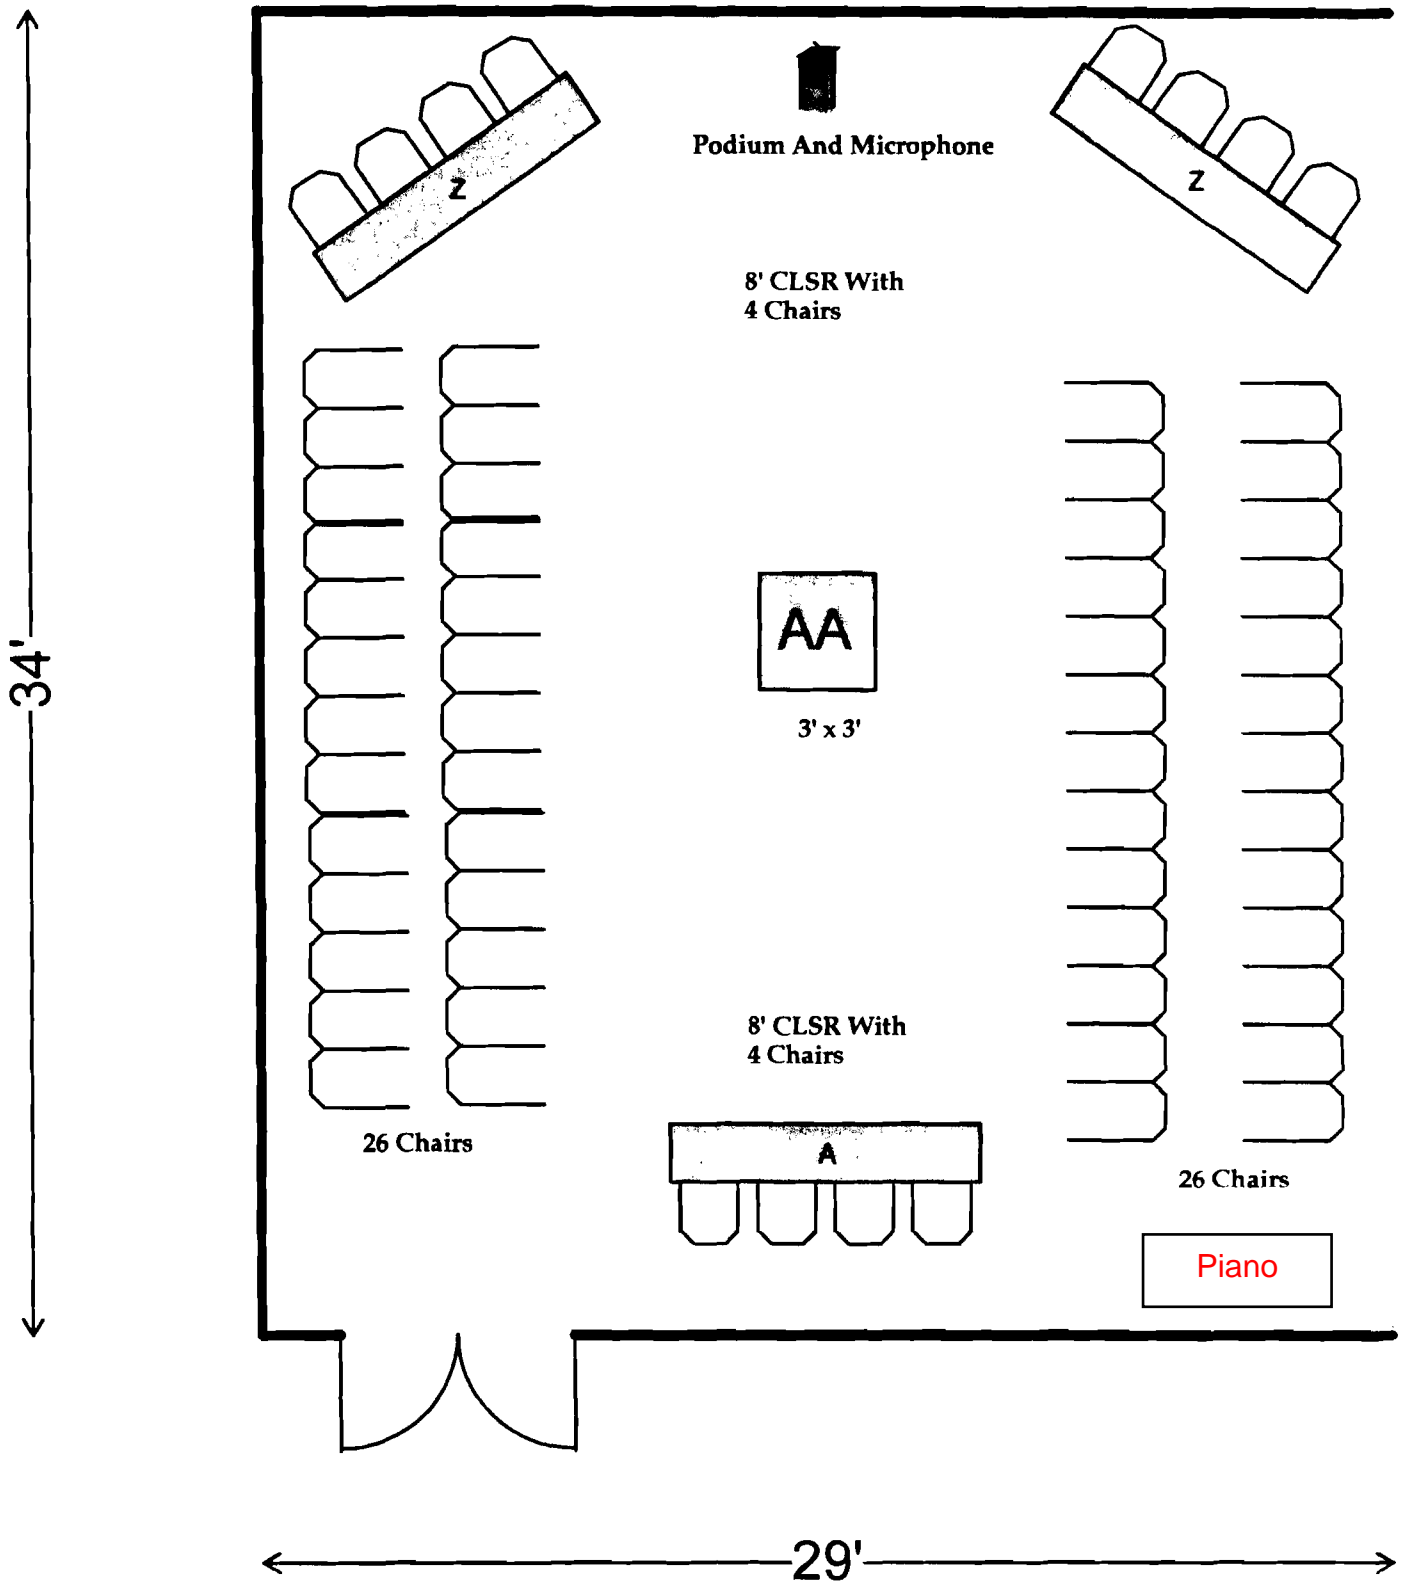 Podium And Microphone
Z
Z
8' CLSR With
4 Chairs
34'
AA
3' x 3'
8' CLSR With
4 Chairs
26 Chairs
A
26 Chairs
Piano
29'